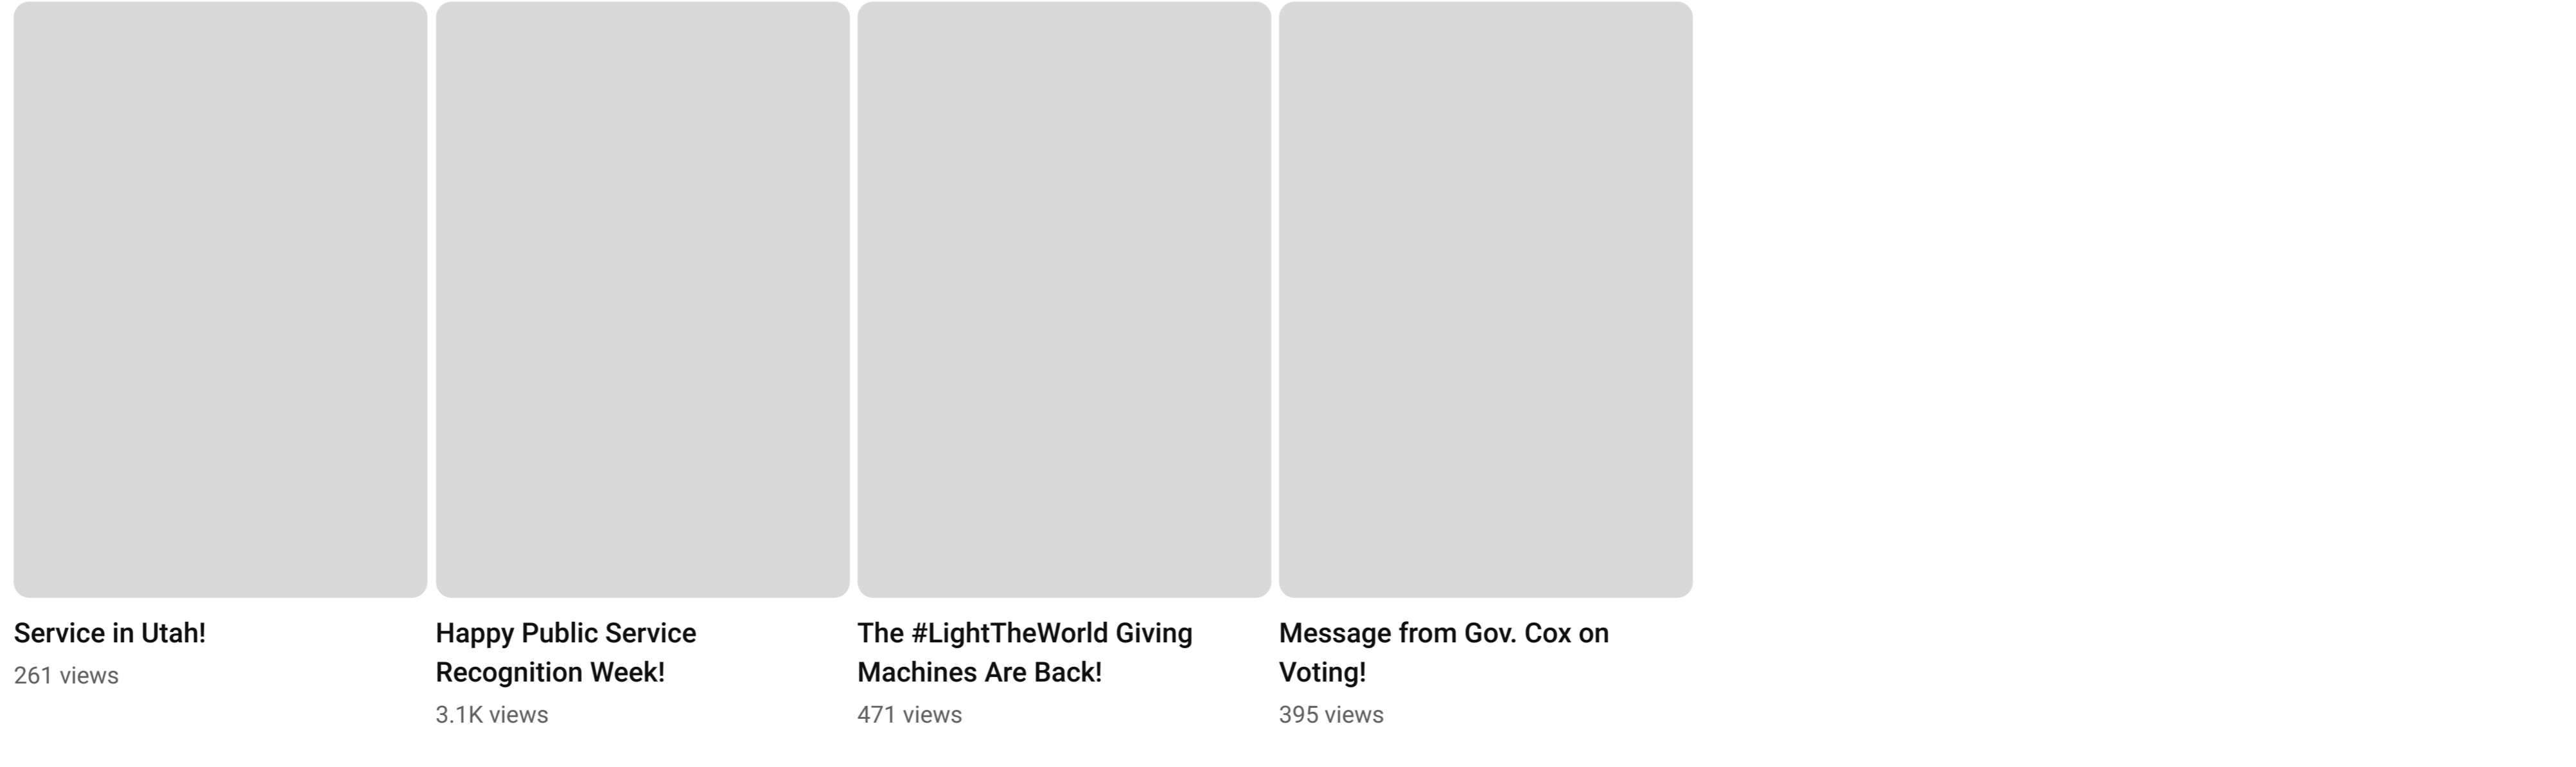 Service in Utah!
261 views
Happy Public Service
Recognition Week!
3.1K views
The #LightTheWorld Giving
Machines Are Back!
471 views
Message from Gov. Cox on
Voting!
395 views